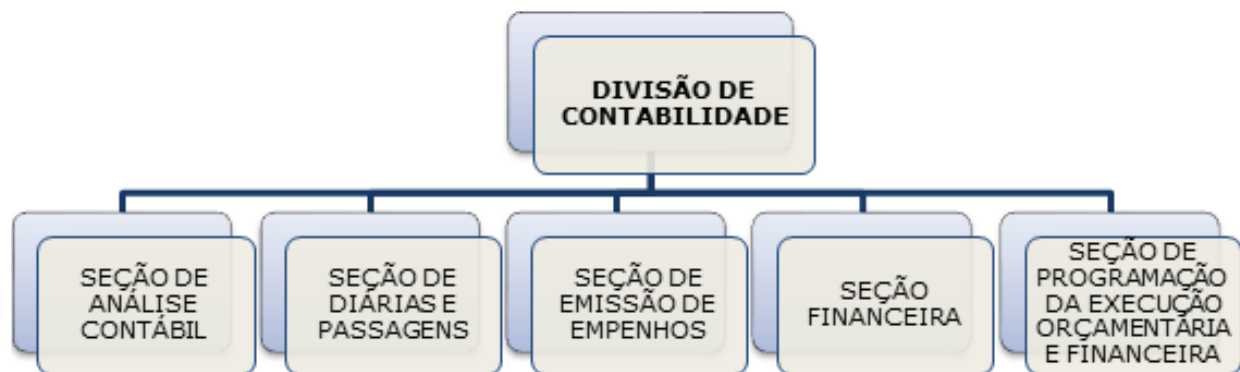 DIVISÃO DE
CONTABILIDADE
SEÇÃO DE
ANÁLISE
CONTÁBIL
SEÇÃO DE
DIÁRIAS E
PASSAGENS
SEÇÃO DE
EMISSÃO DE
EMPENHOS
SEÇÃO
FINANCEIRA
SEÇÃO DE
PROGRAMAÇÃO
DA EXECUÇÃO
ORÇAMENTÁRIA
E FINANCEIRA